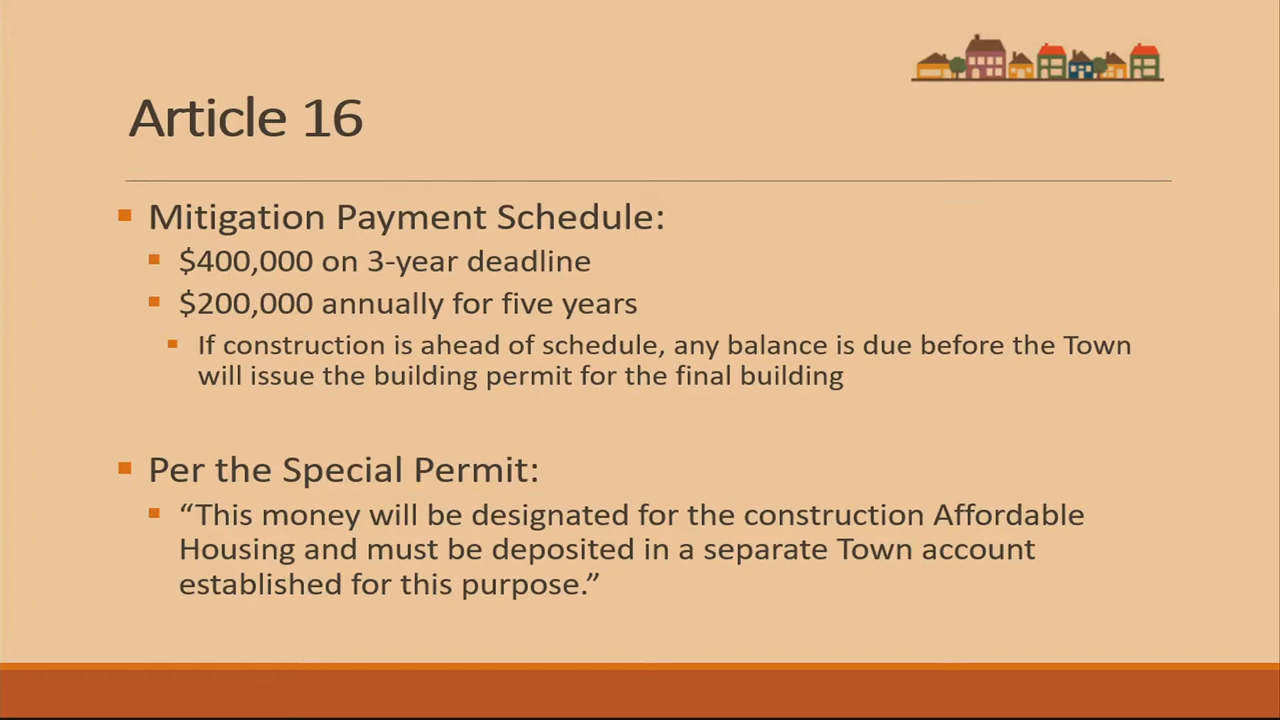 Article 16
Mitigation Payment Schedule:
$400,000 on 3-year deadline
$200,000 annually for five years
If construction is ahead of schedule, any balance is due before the Town
will issue the building permit for the final building
Per the Special Permit:
“This money will be designated for the construction Affordable
Housing and must be deposited in a separate Town account
established for this purpose.”